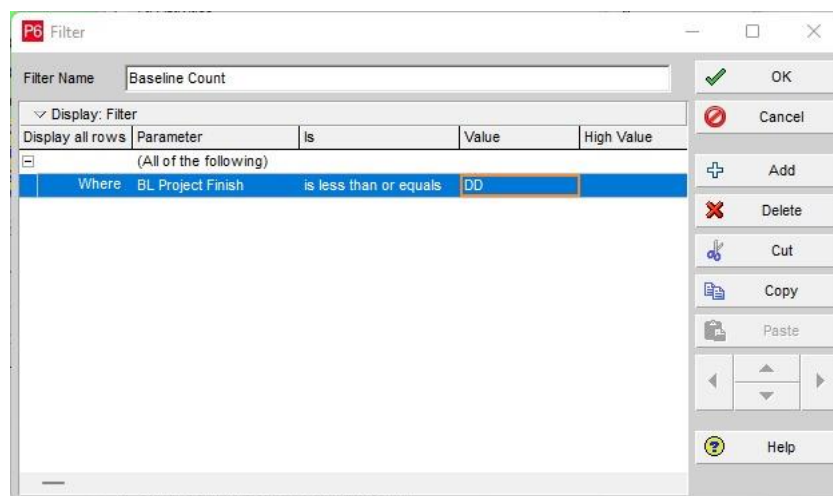 P6 Filter
Filter Name Baseline Count
Display: Filter
Display all rows Parameter Is Value High Value
(All of the following)
Where BL Project Finish is less than or equals DD
OK
Cancel
Add
Delete
Cut
Copy
Paste
Help